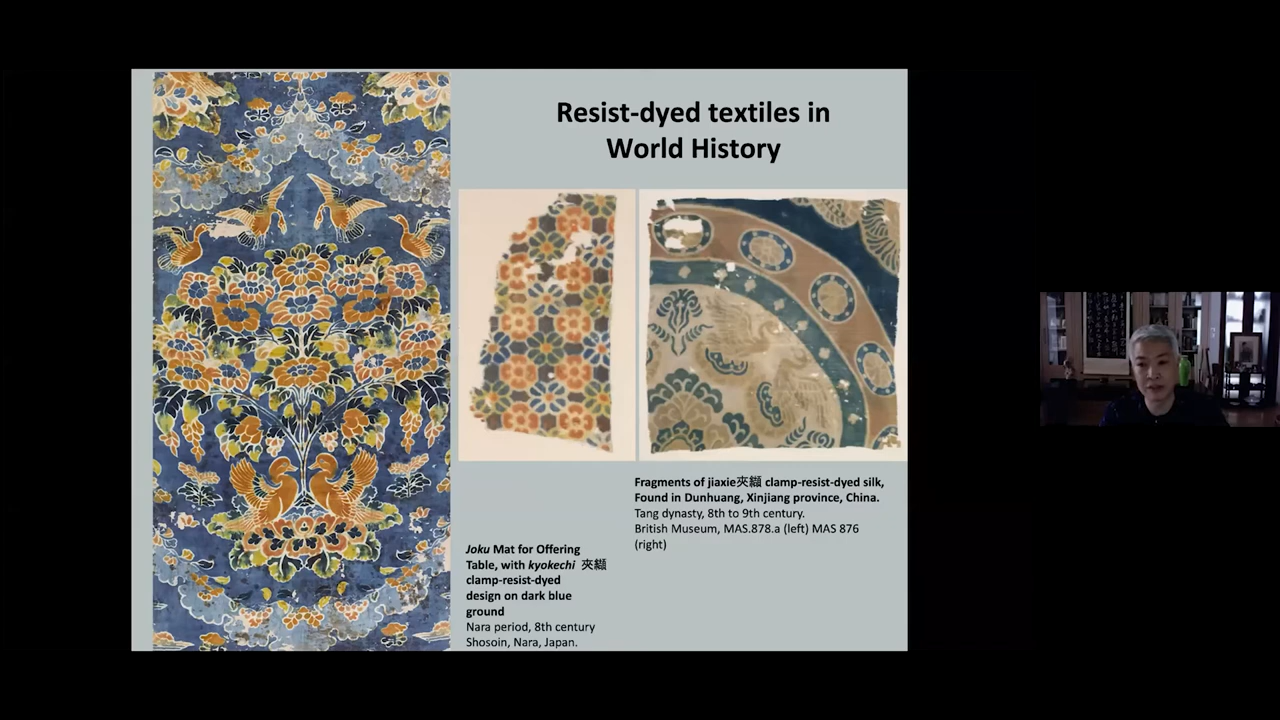 Resist-dyed textiles in
World History
Fragments of jiaxie夾纈 clamp-resist-dyed silk,
Found in Dunhuang, Xinjiang province, China.
Tang dynasty, 8th to 9th century.
British Museum, MAS.878.a (left) MAS 876
(right)
Joku Mat for Offering
Table, with kyokechi 夾纈
clamp-resist-dyed
design on dark blue
ground
Nara period, 8th century
Shosoin, Nara, Japan.